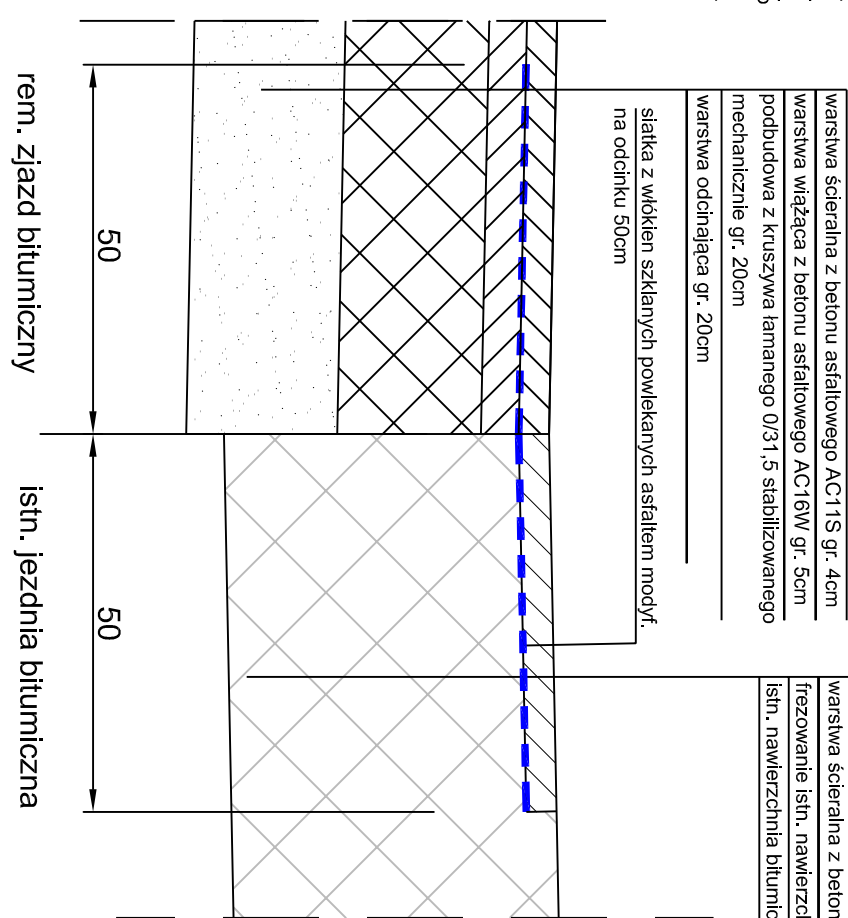 warstwa ścieralna z betonu asfaltowego AC11S gr. 4cm
warstwa wiążąca z betonu asfaltowego AC16W gr. 5cm
podbudowa z kruszywa łamanego 0/31,5 stabilizowanego
mechanicznie gr. 20cm
warstwa odcinająca gr. 20cm
siatka z włókien szklanych powlekanych asfaltem modyf.
na odcinku 50cm
warstwa ścieralna z beton
frezowanie istn. nawierzch
istn. nawierzchnia bitumic
50
50
rem. zjazd bitumiczny
istn. jezdnia bitumiczna